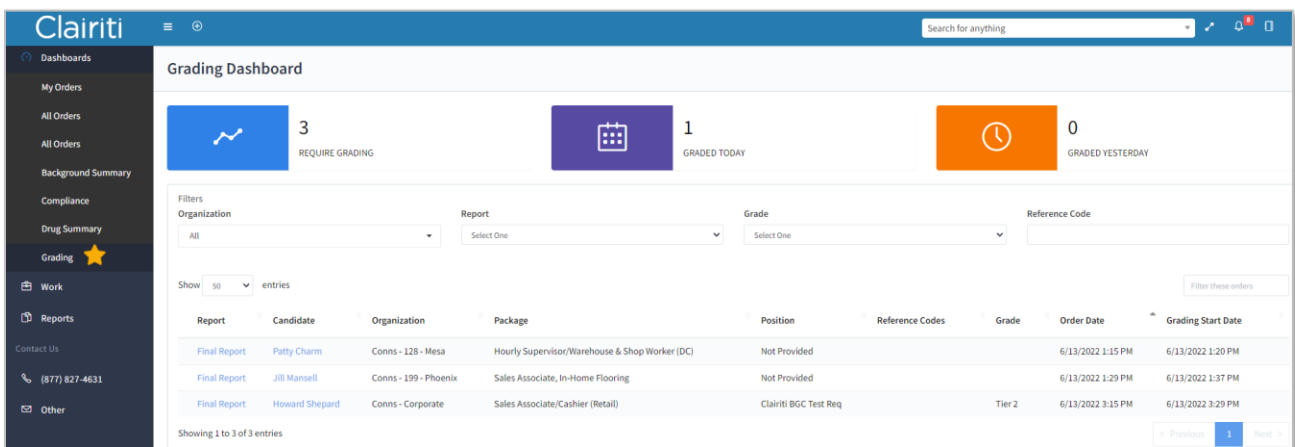 Clairiti
Search for anything
8
Dashboards
My Orders
All Orders
All Orders
Background Summary
Compliance
Drug Summary
Grading
Work
Reports
Contact Us
(877) 827-4631
Other
Grading Dashboard
3
REQUIRE GRADING
1
GRADED TODAY
0
GRADED YESTERDAY
Filters
Organization Report Grade Reference Code
All Select One Select One
Show 50 entries Filter these orders
Report Candidate Organization Package Position Reference Codes Grade Order Date Grading Start Date
Final Report Patty Charm Conns - 128 - Mesa Hourly Supervisor/Warehouse & Shop Worker (DC) Not Provided 6/13/2022 1:15 PM 6/13/2022 1:20 PM
Final Report Jill Mansell Conns - 199 - Phoenix Sales Associate, In-Home Flooring Not Provided 6/13/2022 1:29 PM 6/13/2022 1:37 PM
Final Report Howard Shepard Conns - Corporate Sales Associate/Cashier (Retail) Clairiti BGC Test Req Tier 2 6/13/2022 3:15 PM 6/13/2022 3:29 PM
Showing 1 to 3 of 3 entries < Previous 1 Next >